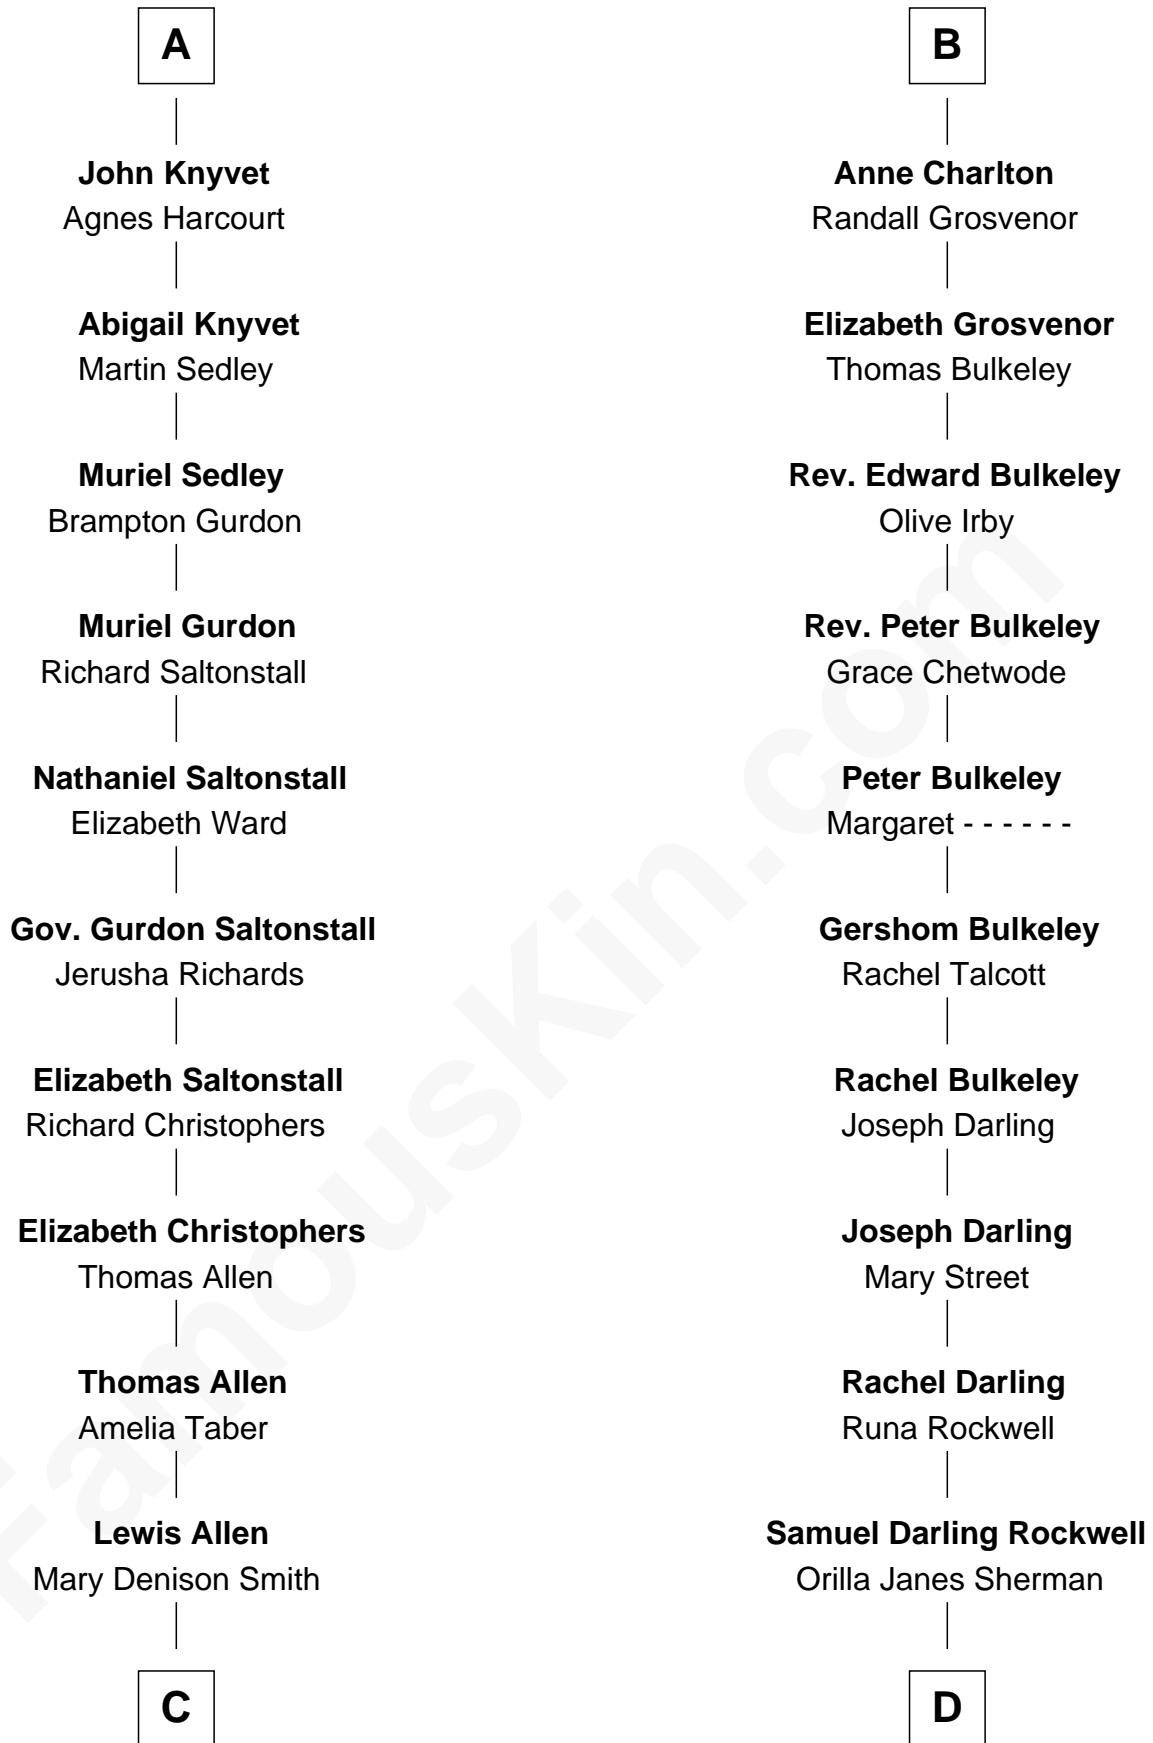 A
John Knyvet
Agnes Harcourt
Abigail Knyvet
Martin Sedley
Muriel Sedley
Brampton Gurdon
Muriel Gurdon
Richard Saltonstall
Nathaniel Saltonstall
Elizabeth Ward
Gov. Gurdon Saltonstall
Jerusha Richards
Elizabeth Saltonstall
Richard Christophers
Elizabeth Christophers
Thomas Allen
Thomas Allen
Amelia Taber
Lewis Allen
Mary Denison Smith
C
B
Anne Charlton
Randall Grosvenor
Elizabeth Grosvenor
Thomas Bulkeley
Rev. Edward Bulkeley
Olive Irby
Rev. Peter Bulkeley
Grace Chetwode
Peter Bulkeley
Margaret - - - - - -
Gershom Bulkeley
Rachel Talcott
Rachel Bulkeley
Joseph Darling
Joseph Darling
Mary Street
Rachel Darling
Runa Rockwell
Samuel Darling Rockwell
Orilla Janes Sherman
D
FamousKin.com